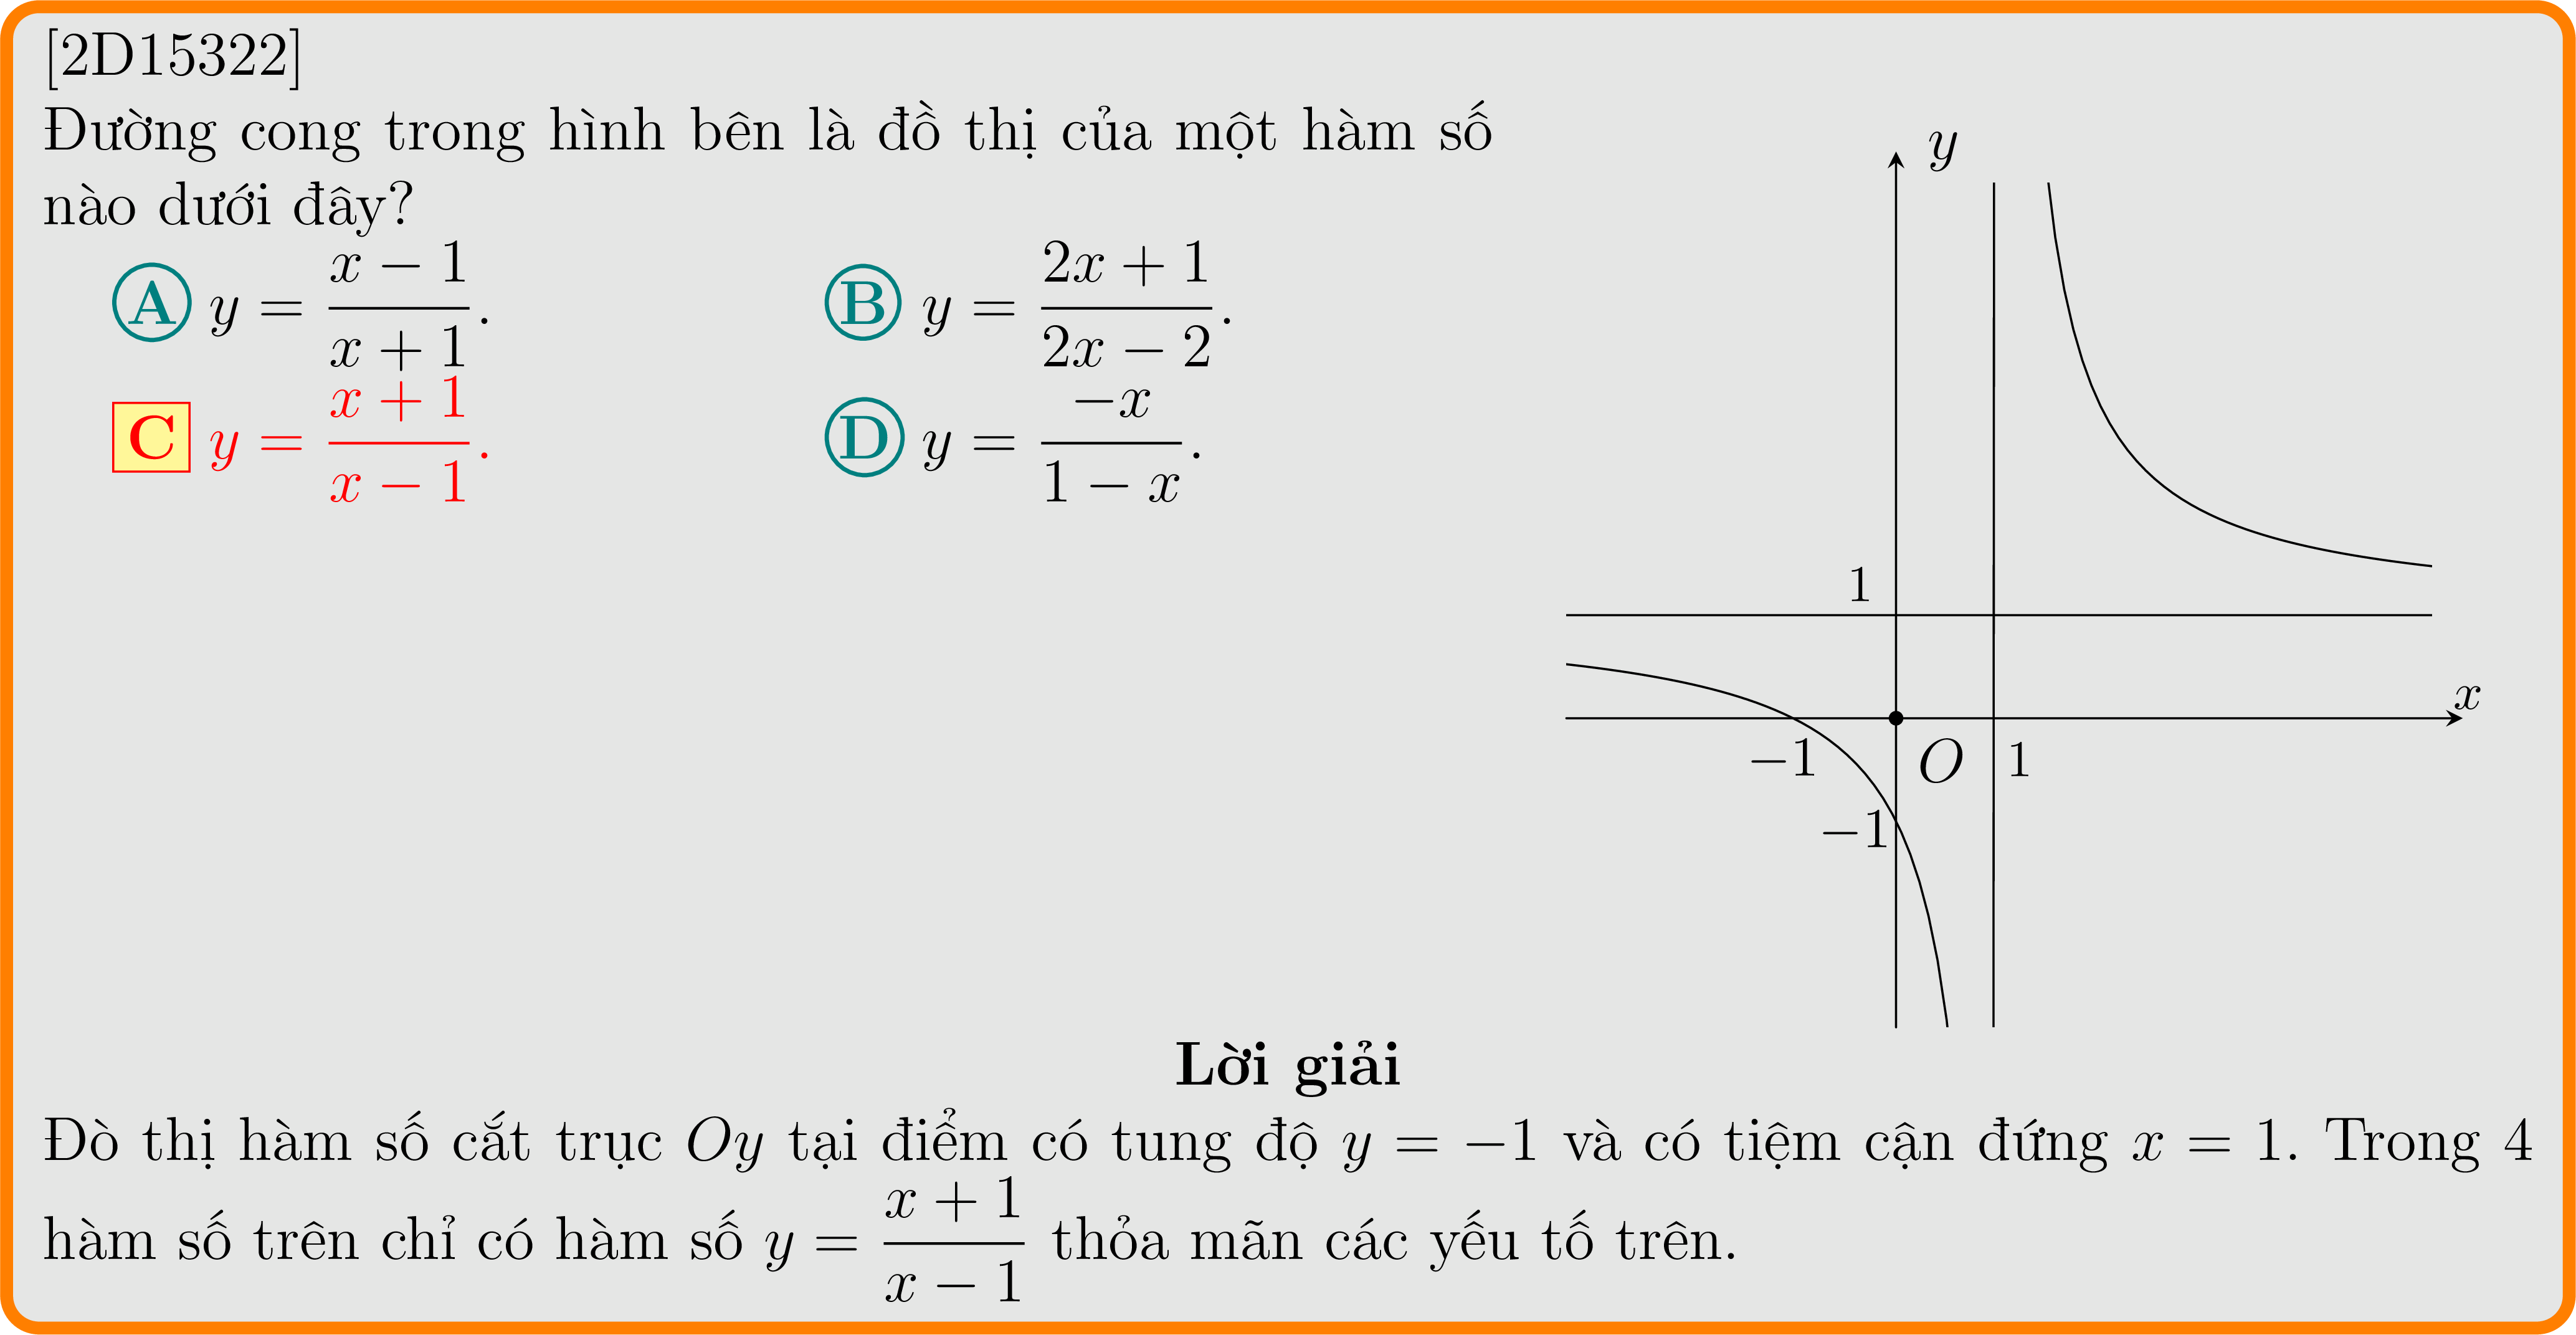 [2D15322]
Đường cong trong hình bên là đồ thị của một hàm số
nào dưới đây?
A y = \frac{x − 1}{x + 1}. B y = \frac{2x + 1}{2x − 2}.
C y = \frac{x + 1}{x − 1}. D y = \frac{−x}{1 − x}.
y
1
x
−1 O 1
−1
Lời giải
Đò thị hàm số cắt trục Oy tại điểm có tung độ y = −1 và có tiệm cận đứng x = 1. Trong 4
hàm số trên chỉ có hàm số y = \frac{x + 1}{x − 1} thỏa mãn các yếu tố trên.